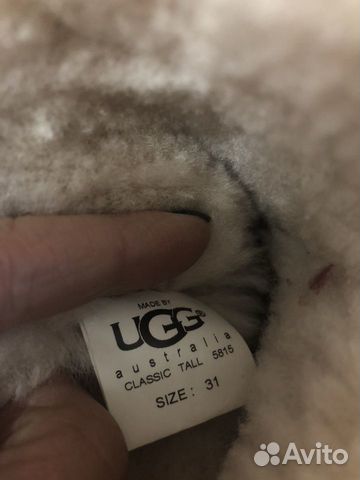 MADE BY
UGG®
australia
CLASSIC TALL 5815
SIZE: 31
Avito